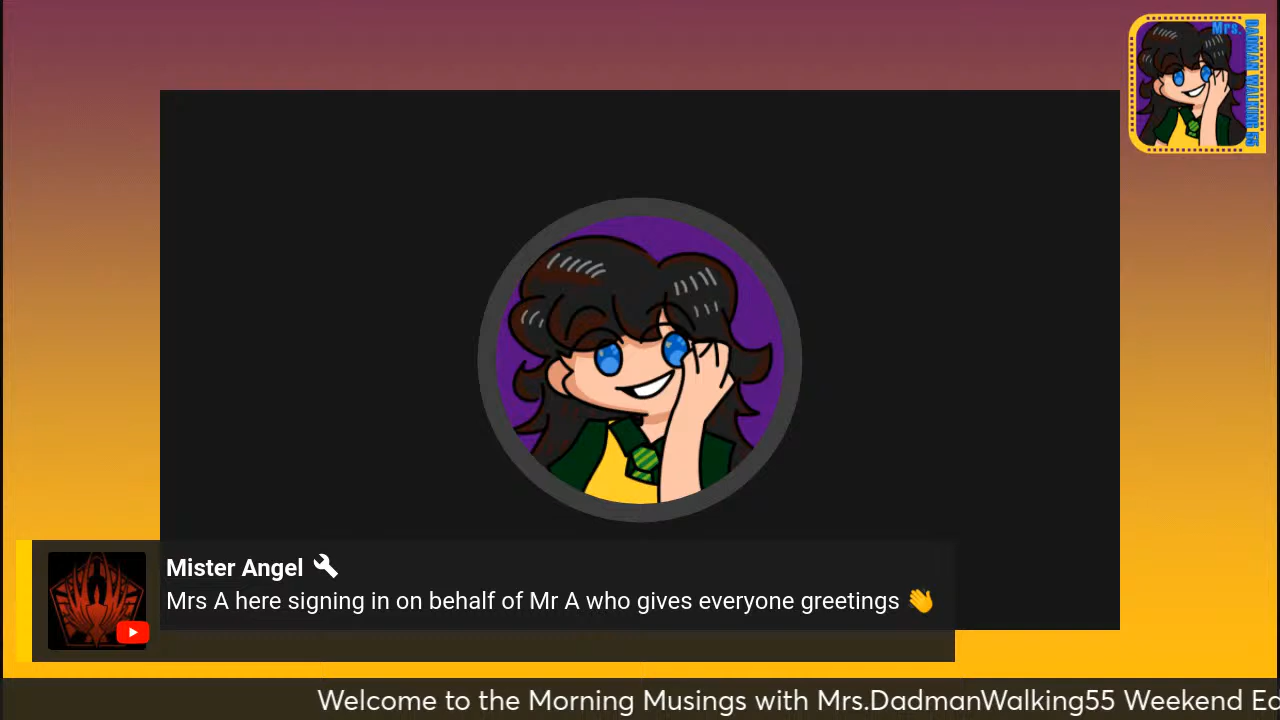 Mrs.
DADMAN WALKING 55
Mister Angel
Mrs A here signing in on behalf of Mr A who gives everyone greetings 👋
Welcome to the Morning Musings with Mrs.DadmanWalking55 Weekend